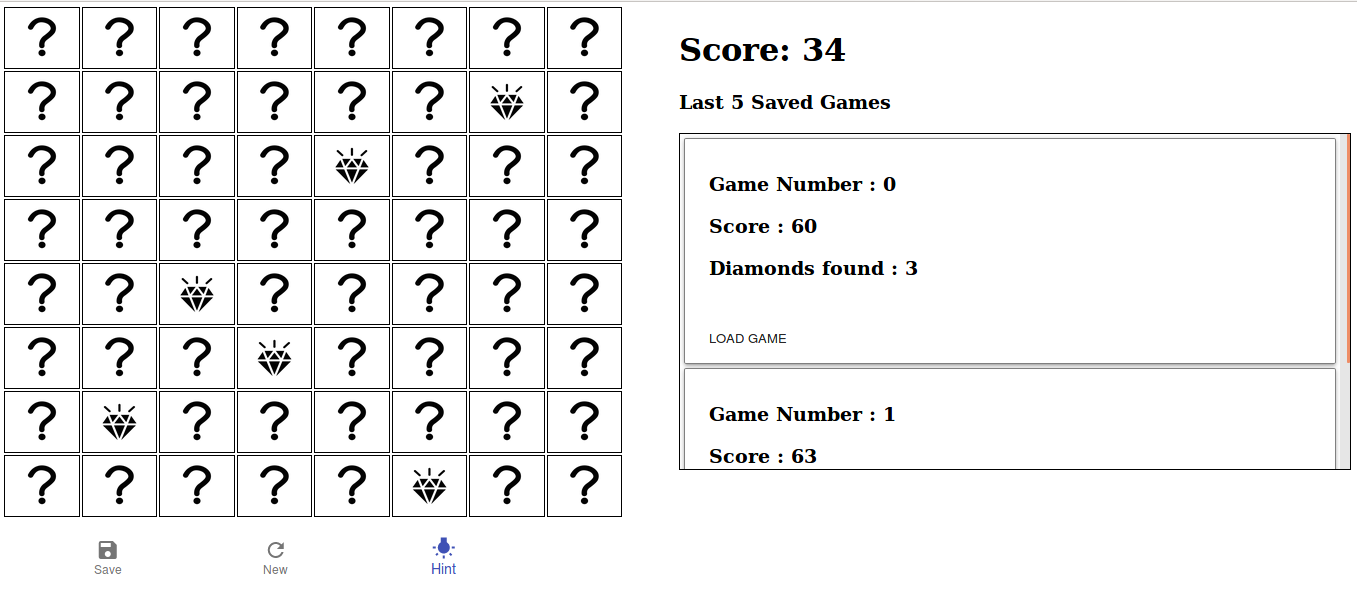 ? ? ? ? ? ? ? ?
? ? ? ? ? ? ?
? ? ? ? ? ? ?
? ? ? ? ? ? ? ?
? ? ? ? ? ? ?
? ? ? ? ? ? ?
? ? ? ? ? ? ?
? ? ? ? ? ? ?
Save New Hint
Score: 34
Last 5 Saved Games
Game Number : 0
Score : 60
Diamonds found : 3
LOAD GAME
Game Number : 1
Score : 63